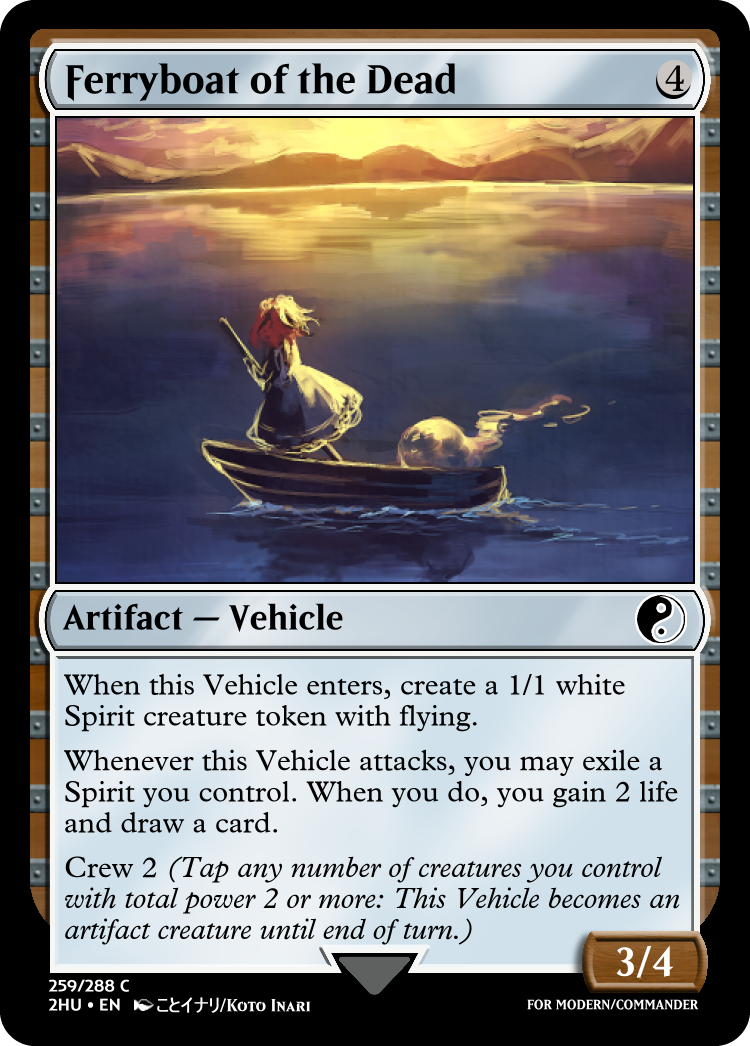 Ferryboat of the Dead
4
Artifact — Vehicle
When this Vehicle enters, create a 1/1 white
Spirit creature token with flying.
Whenever this Vehicle attacks, you may exile a
Spirit you control. When you do, you gain 2 life
and draw a card.
Crew 2 (Tap any number of creatures you control
with total power 2 or more: This Vehicle becomes an
artifact creature until end of turn.)
3/4
259/288 C
2HU • EN ことイナリ/Koto Inari
FOR MODERN/COMMANDER